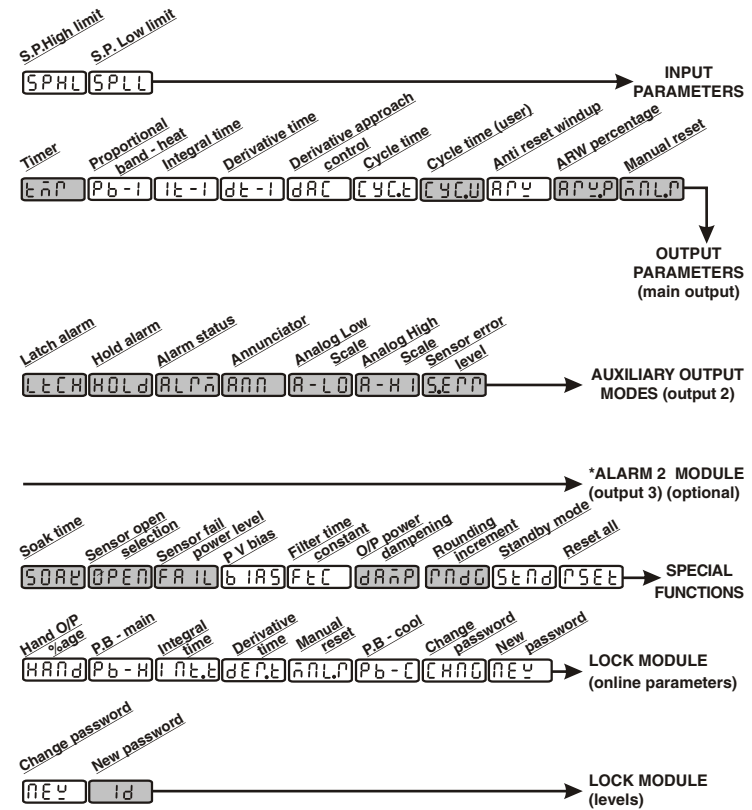 S.P.High limit S.P. Low limit
SPHL SPLL
INPUT
PARAMETERS
Timer Proportional band - heat Integral time Derivative time Derivative approach control Cycle time Cycle time (user) Anti reset windup ARW percentage Manual reset
Pb-1 It-1 dt-1 dAC CYC.t CYC.U
OUTPUT
PARAMETERS
(main output)
Latch alarm Hold alarm Alarm status Annunciator Analog Low Scale Analog High Scale Sensor error level
LtCH HOLd A-LO A-HI
AUXILIARY OUTPUT
MODES (output 2)
*ALARM 2 MODULE
(output 3) (optional)
Soak time Sensor open selection Sensor fail power level P V bias Filter time constant O/P power dampening Rounding increment Standby mode Reset all
SOAK OPEN FAIL bIAS FtC
SPECIAL
FUNCTIONS
Hand O/P %age P.B - main Integral time Derivative time Manual reset P.B - cool Change password New password
HANd Pb-H INt.t dEr.t Pb-C CHNG
LOCK MODULE
(online parameters)
Change password New password
Id
LOCK MODULE
(levels)